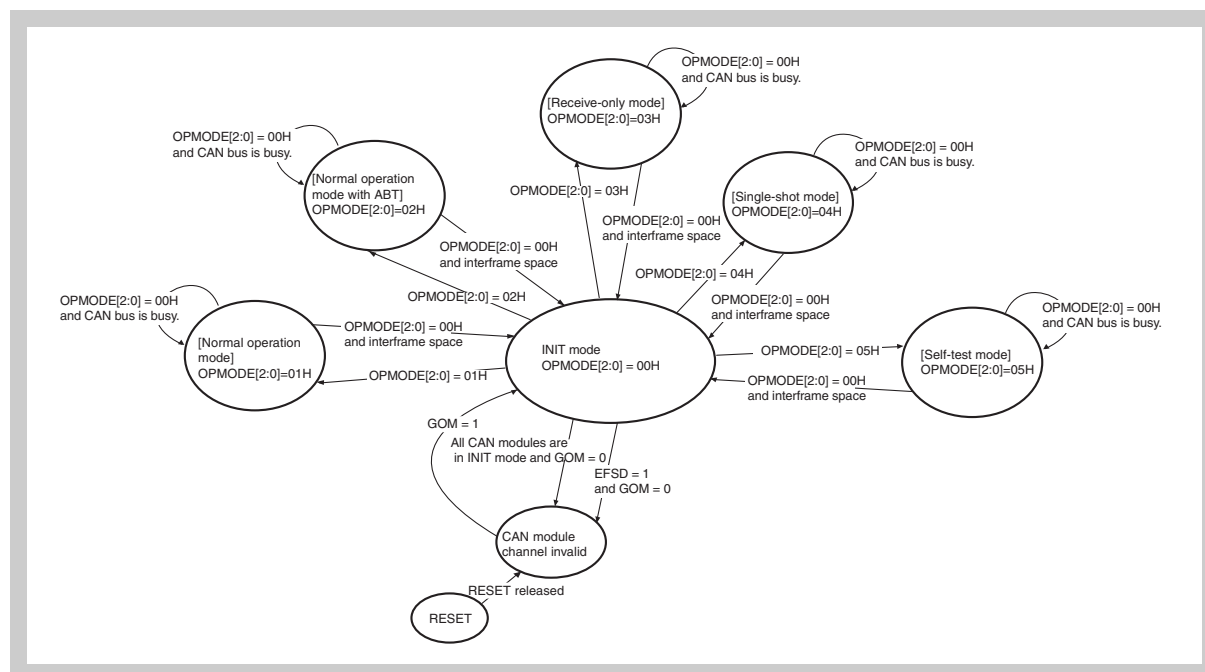 OPMODE[2:0] = 00H
and CAN bus is busy.
[Receive-only mode]
OPMODE[2:0]=03H
OPMODE[2:0] = 00H
and CAN bus is busy.
[Normal operation
mode with ABT]
OPMODE[2:0]=02H
OPMODE[2:0] = 00H
and CAN bus is busy.
[Single-shot mode]
OPMODE[2:0]=04H
OPMODE[2:0] = 03H
OPMODE[2:0] = 00H
and interframe space
OPMODE[2:0] = 00H
and interframe space
OPMODE[2:0] = 04H
OPMODE[2:0] = 02H
OPMODE[2:0] = 00H
and interframe space
OPMODE[2:0] = 00H
and CAN bus is busy.
[Normal operation
mode]
OPMODE[2:0]=01H
OPMODE[2:0] = 00H
and interframe space
OPMODE[2:0] = 01H
INIT mode
OPMODE[2:0] = 00H
OPMODE[2:0] = 05H
OPMODE[2:0] = 00H
and interframe space
OPMODE[2:0] = 00H
and CAN bus is busy.
[Self-test mode]
OPMODE[2:0]=05H
GOM = 1
All CAN modules are
in INIT mode and GOM = 0
EFSD = 1
and GOM = 0
CAN module
channel invalid
RESET released
RESET